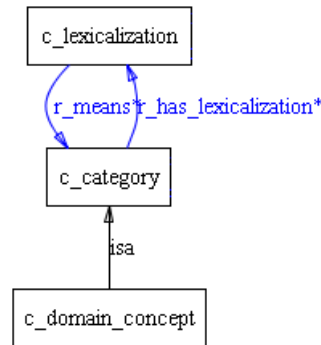 c_lexicalization
r_means* r_has_lexicalization*
c_category
isa
c_domain_concept